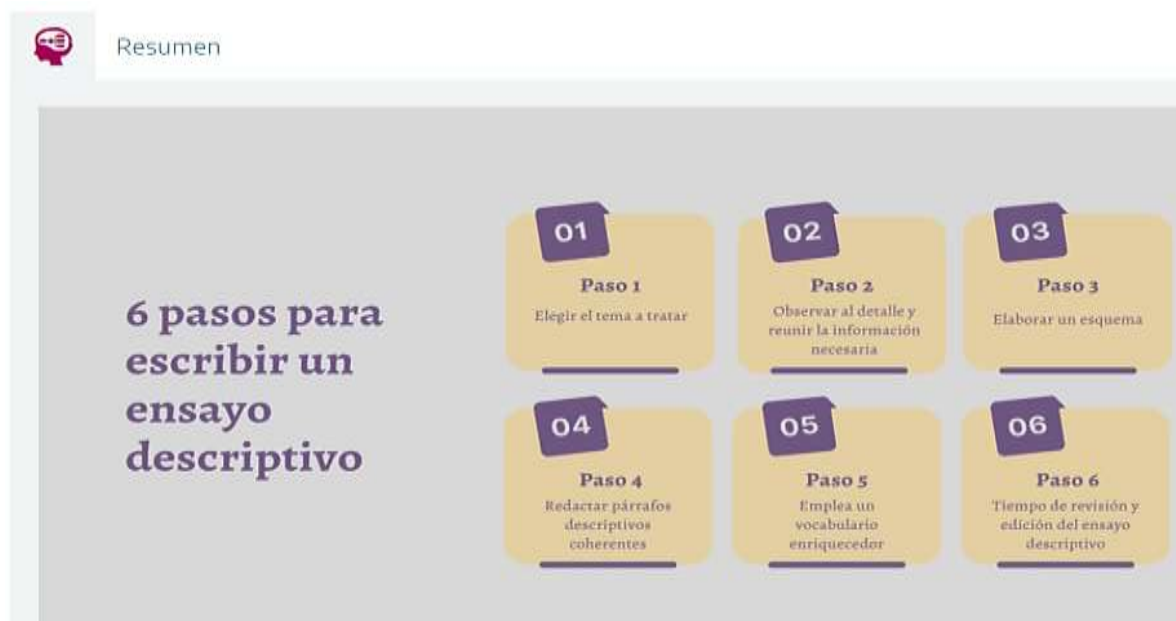 Resumen
6 pasos para
escribir un
ensayo
descriptivo
01
Paso 1
Elegir el tema a tratar
02
Paso 2
Observar al detalle y
reunir la información
necesaria
03
Paso 3
Elaborar un esquema
04
Paso 4
Redactar párrafos
descriptivos
coherentes
05
Paso 5
Emplea un
vocabulario
enriquecedor
06
Paso 6
Tiempo de revisión y
edición del ensayo
descriptivo